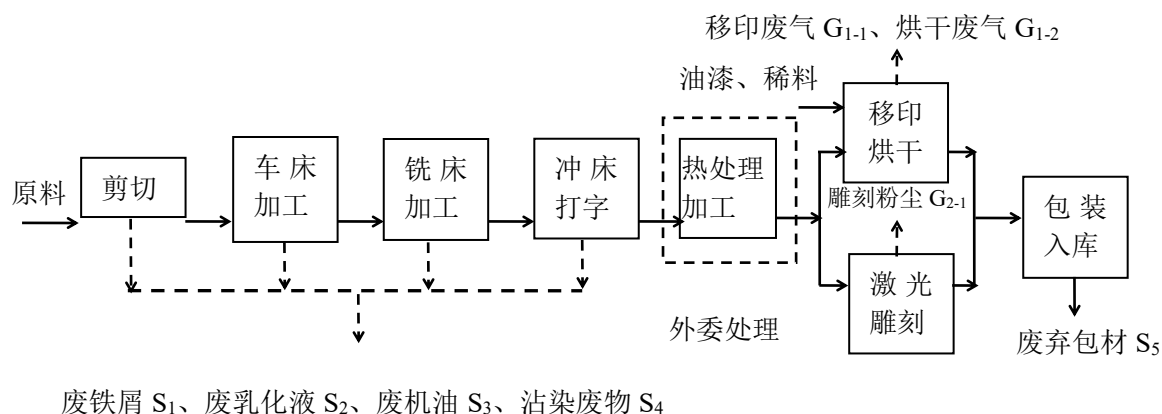 移印废气 G1-1、烘干废气 G1-2
油漆、稀料
移印
烘干
原料
剪切
车床
加工
铣床
加工
冲床
打字
热处理
加工
雕刻粉尘 G2-1
包装
入库
激光
雕刻
外委处理
废弃包材 S5
废铁屑 S1、废乳化液 S2、废机油 S3、沾染废物 S4